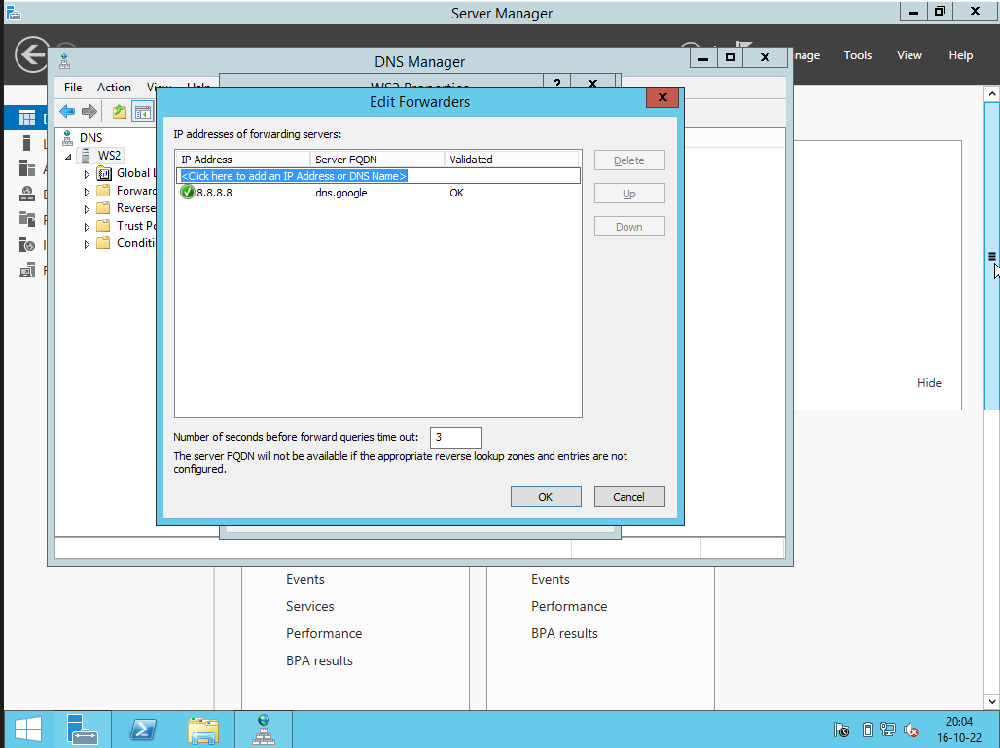 Server Manager
Manage Tools View Help
DNS Manager
File Action View Help
WS2 Properties
?
Edit Forwarders
IP addresses of forwarding servers:
IP Address Server FQDN Validated
<Click here to add an IP Address or DNS Name>
8.8.8.8 dns.google OK
Delete
Up
Down
DNS
WS2
Global L
Forward
Reverse
Trust Po
Conditi
Hide
Number of seconds before forward queries time out: 3
The server FQDN will not be available if the appropriate reverse lookup zones and entries are not
configured.
OK Cancel
Events
Services
Performance
BPA results
Events
Performance
BPA results
20:04
16-10-22